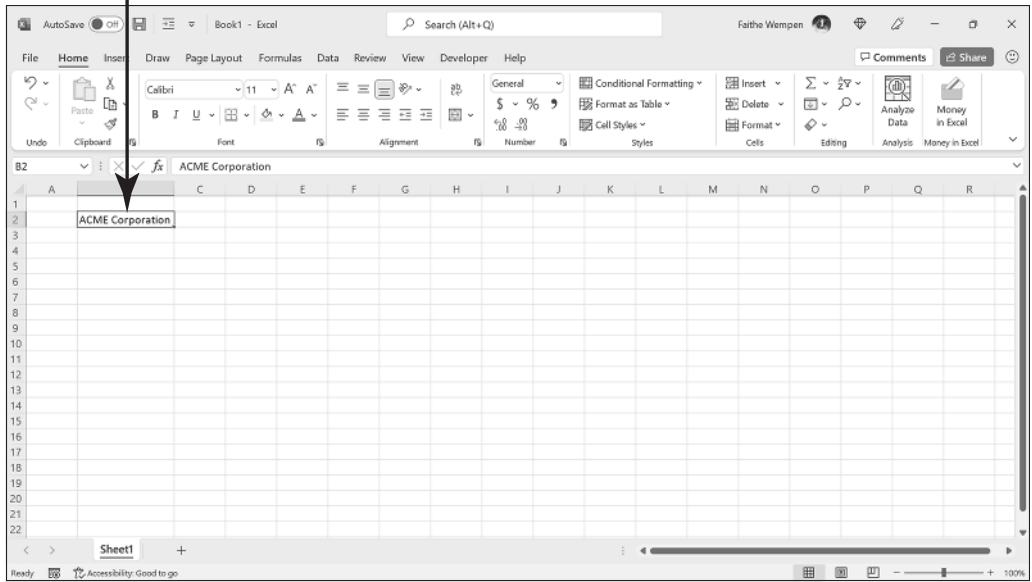 AutoSave Off Book1 - Excel Search (Alt+Q) Faithe Wempen
File Home Insert Draw Page Layout Formulas Data Review View Developer Help Comments Share
Calibri 11 General Conditional Formatting Insert
Paste B I U $ % Format as Table Delete Analyze Data Money in Excel
Cell Styles Format
Undo Clipboard Font Alignment Number Styles Cells Editing Analysis Money in Excel
B2 fx ACME Corporation
A C D E F G H I J K L M N O P Q R
1
2 ACME Corporation
3
4
5
6
7
8
9
10
11
12
13
14
15
16
17
18
19
20
21
22
Sheet1
Ready Accessibility: Good to go 100%